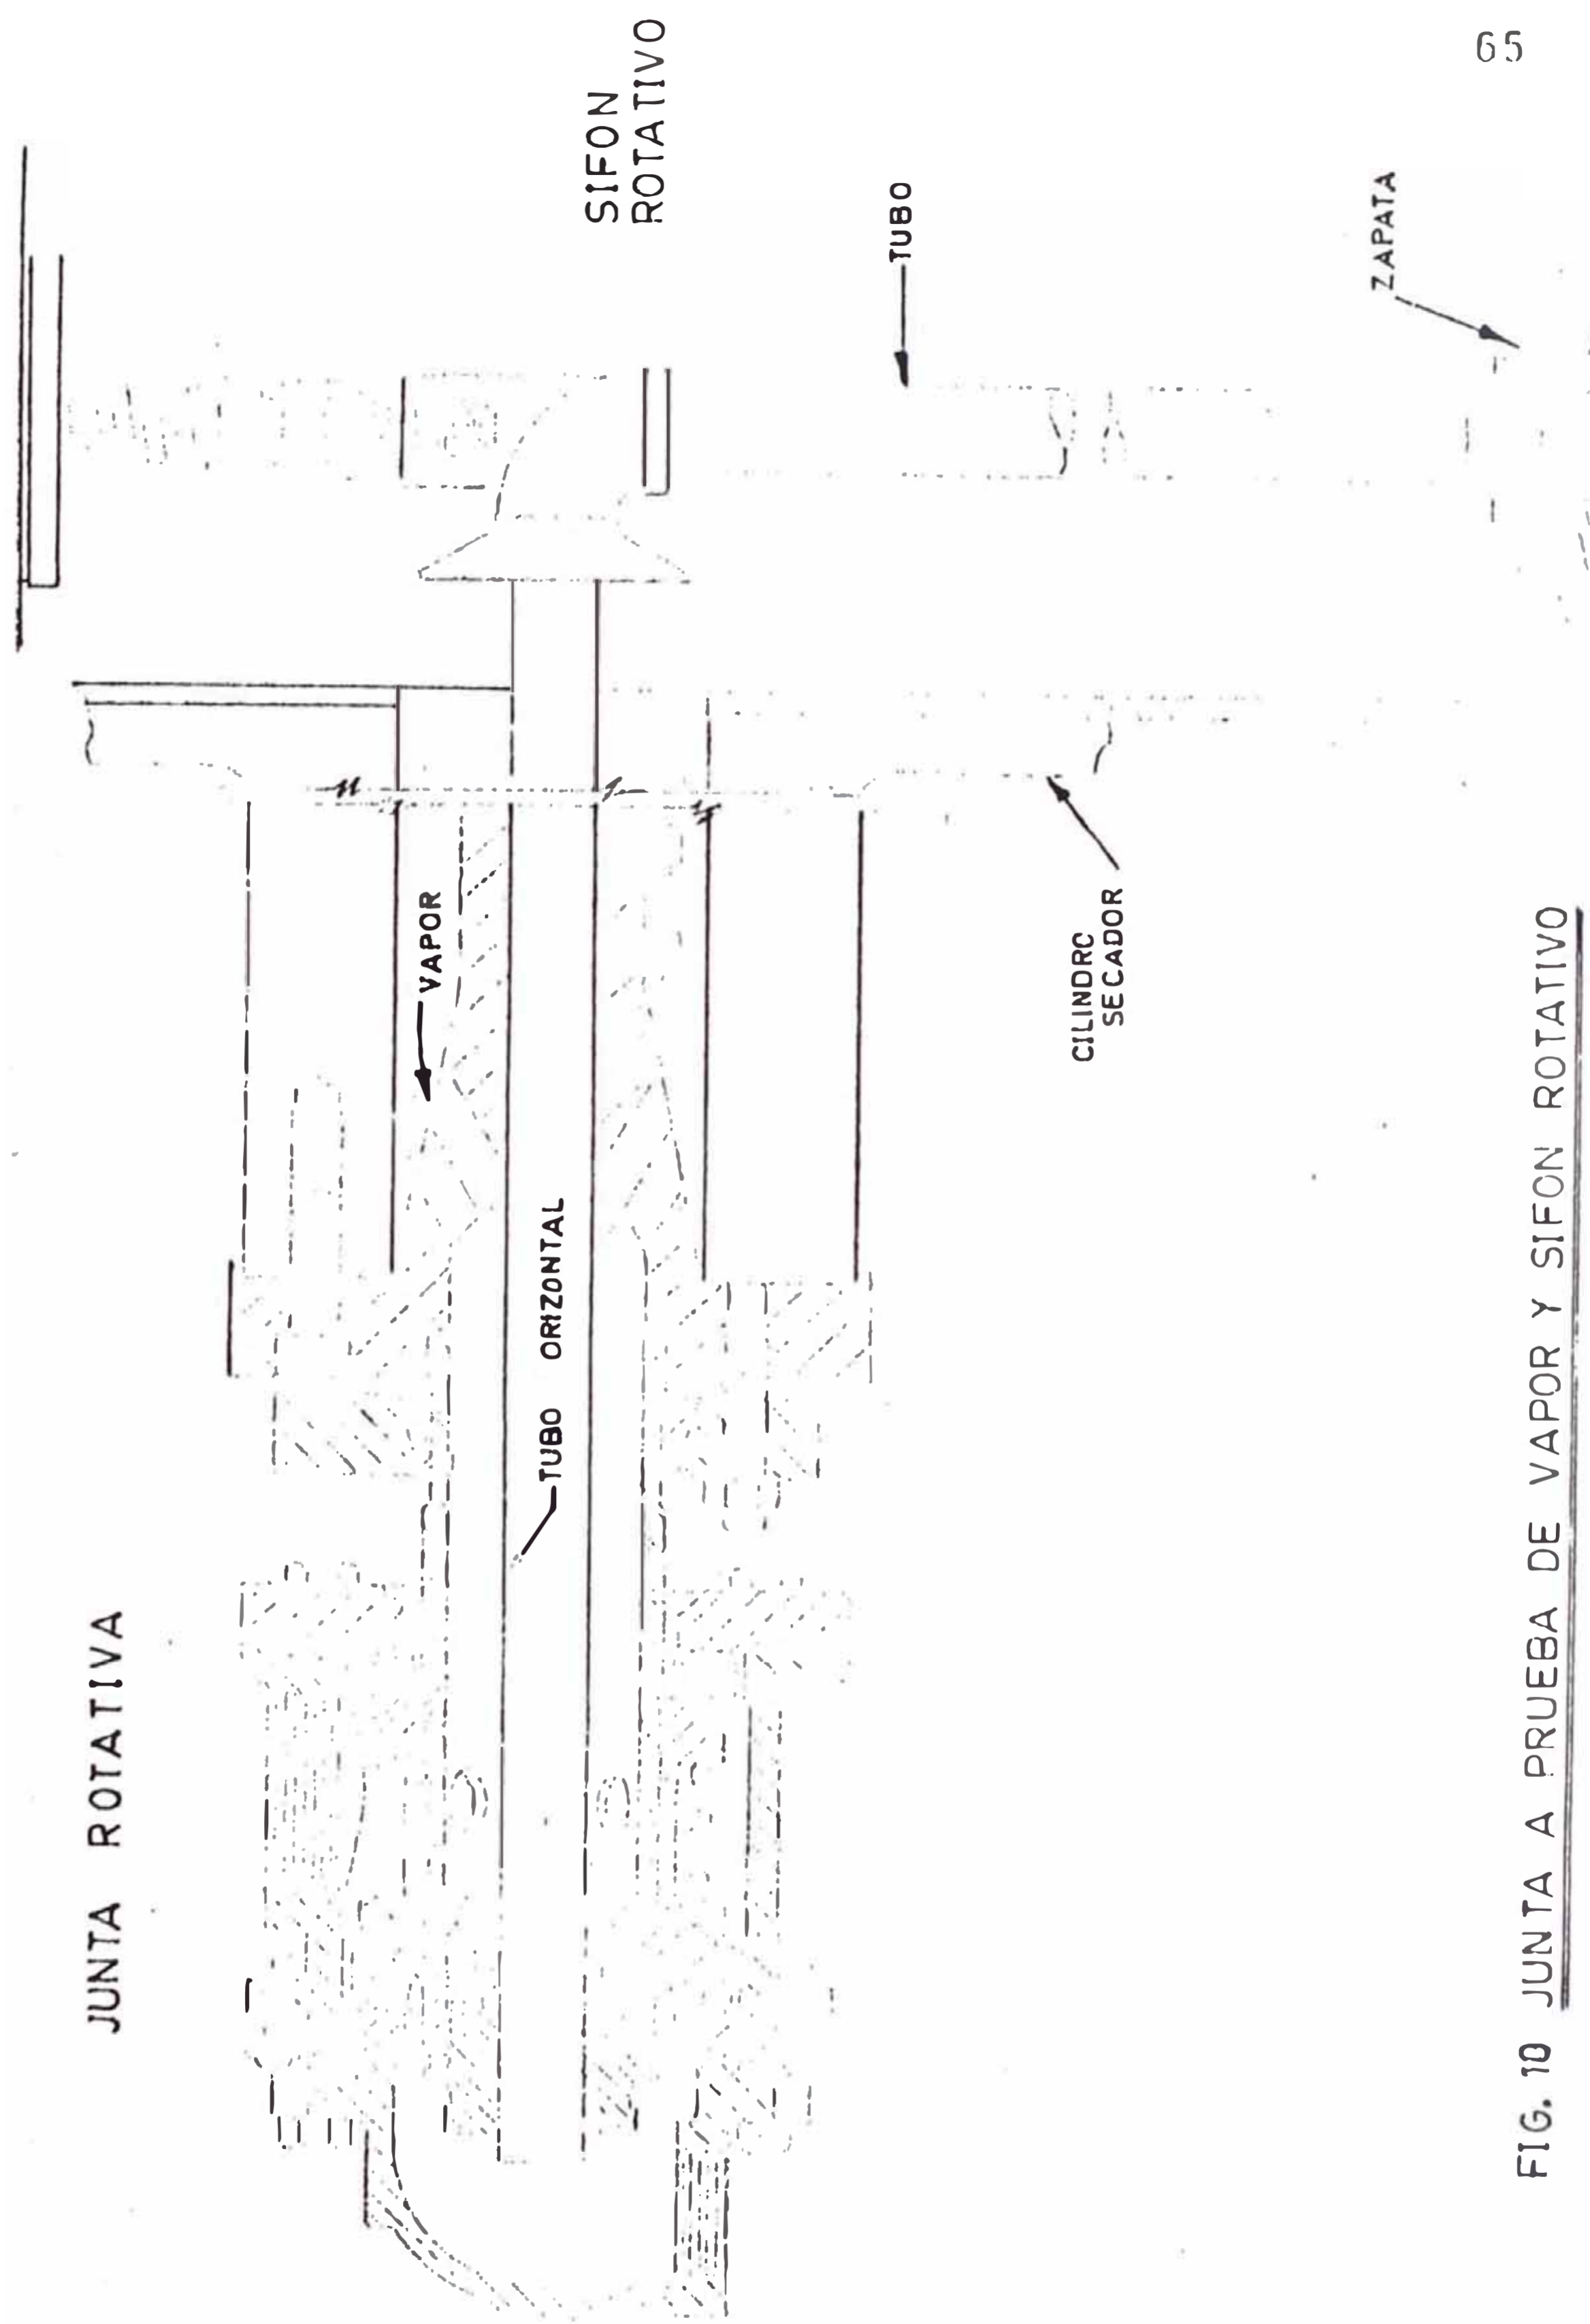 65
JUNTA ROTATIVA
SIFON
ROTATIVO
VAPOR
TUBO
TUBO ORIZONTAL
ZAPATA
CILINDRC
SECADOR
FIG. 10 JUNTA A PRUEBA DE VAPOR Y SIFON ROTATIVO